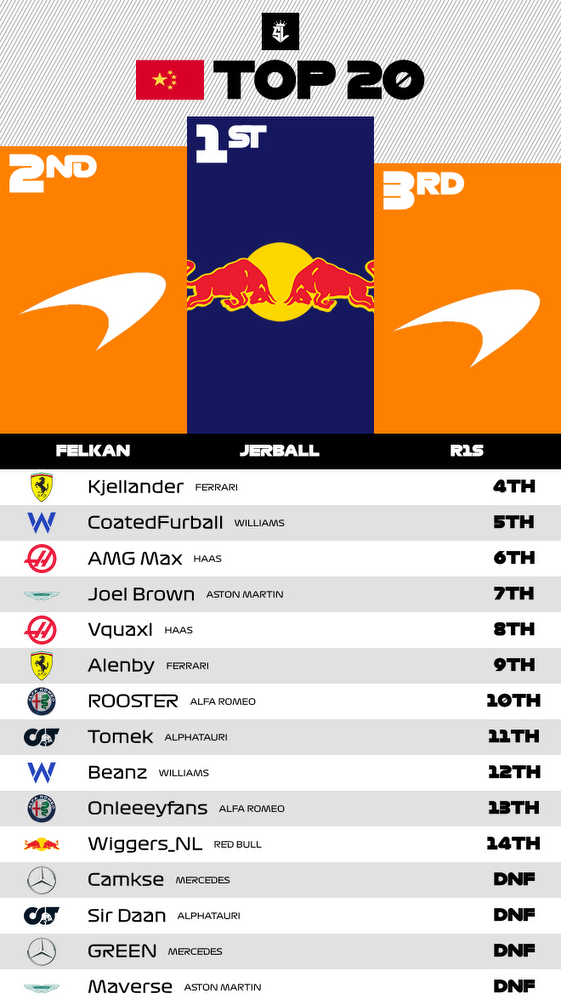 SL
TOP 20
1ST
2ND
3RD
FELKAN JERBALL R1S
Kjellander FERRARI 4TH
CoatedFurball WILLIAMS 5TH
AMG Max HAAS 6TH
Joel Brown ASTON MARTIN 7TH
Vquaxl HAAS 8TH
Alenby FERRARI 9TH
ROOSTER ALFA ROMEO 10TH
Tomek ALPHATAURI 11TH
Beanz WILLIAMS 12TH
Onleeeyfans ALFA ROMEO 13TH
Wiggers_NL RED BULL 14TH
Camkse MERCEDES DNF
Sir Daan ALPHATAURI DNF
GREEN MERCEDES DNF
Maverse ASTON MARTIN DNF